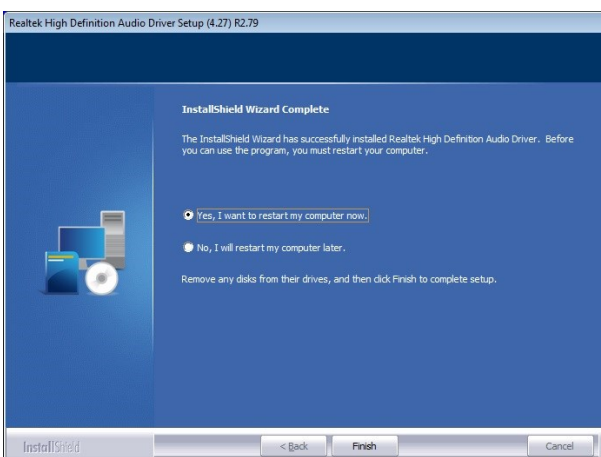 Realtek High Definition Audio Driver Setup (4.27) R2.79
InstallShield Wizard Complete
The InstallShield Wizard has successfully installed Realtek High Definition Audio Driver. Before
you can use the program, you must restart your computer.
Yes, I want to restart my computer now.
No, I will restart my computer later.
Remove any disks from their drives, and then click Finish to complete setup.
InstallShield
< Back
Finish
Cancel